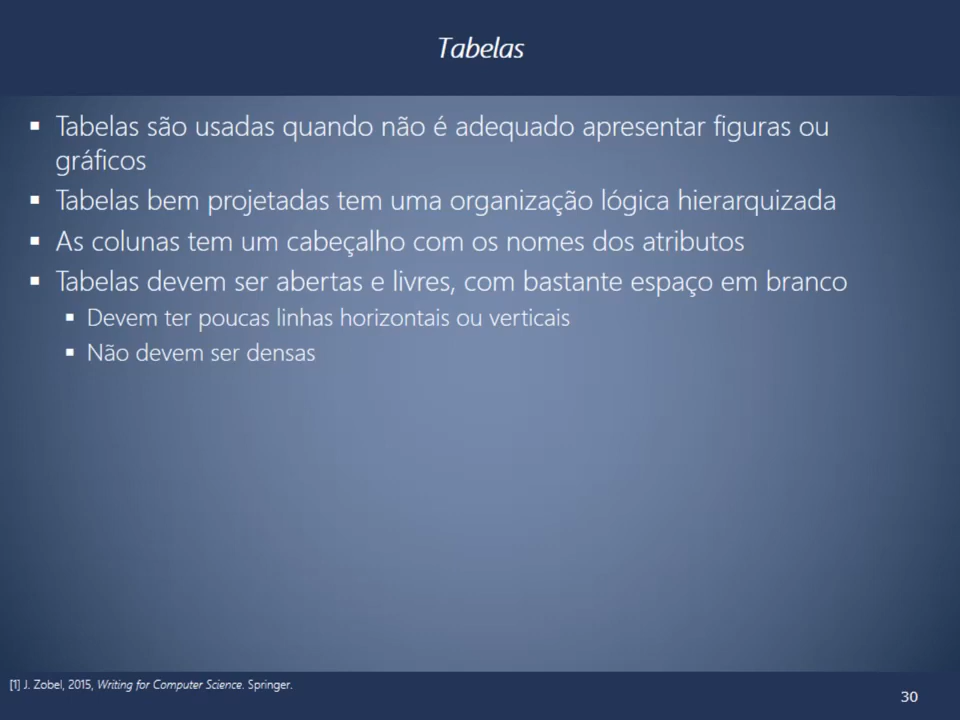 Tabelas
▪ Tabelas são usadas quando não é adequado apresentar figuras ou
gráficos
▪ Tabelas bem projetadas tem uma organização lógica hierarquizada
▪ As colunas tem um cabeçalho com os nomes dos atributos
▪ Tabelas devem ser abertas e livres, com bastante espaço em branco
▪ Devem ter poucas linhas horizontais ou verticais
▪ Não devem ser densas
[1] J. Zobel, 2015, Writing for Computer Science. Springer.
30